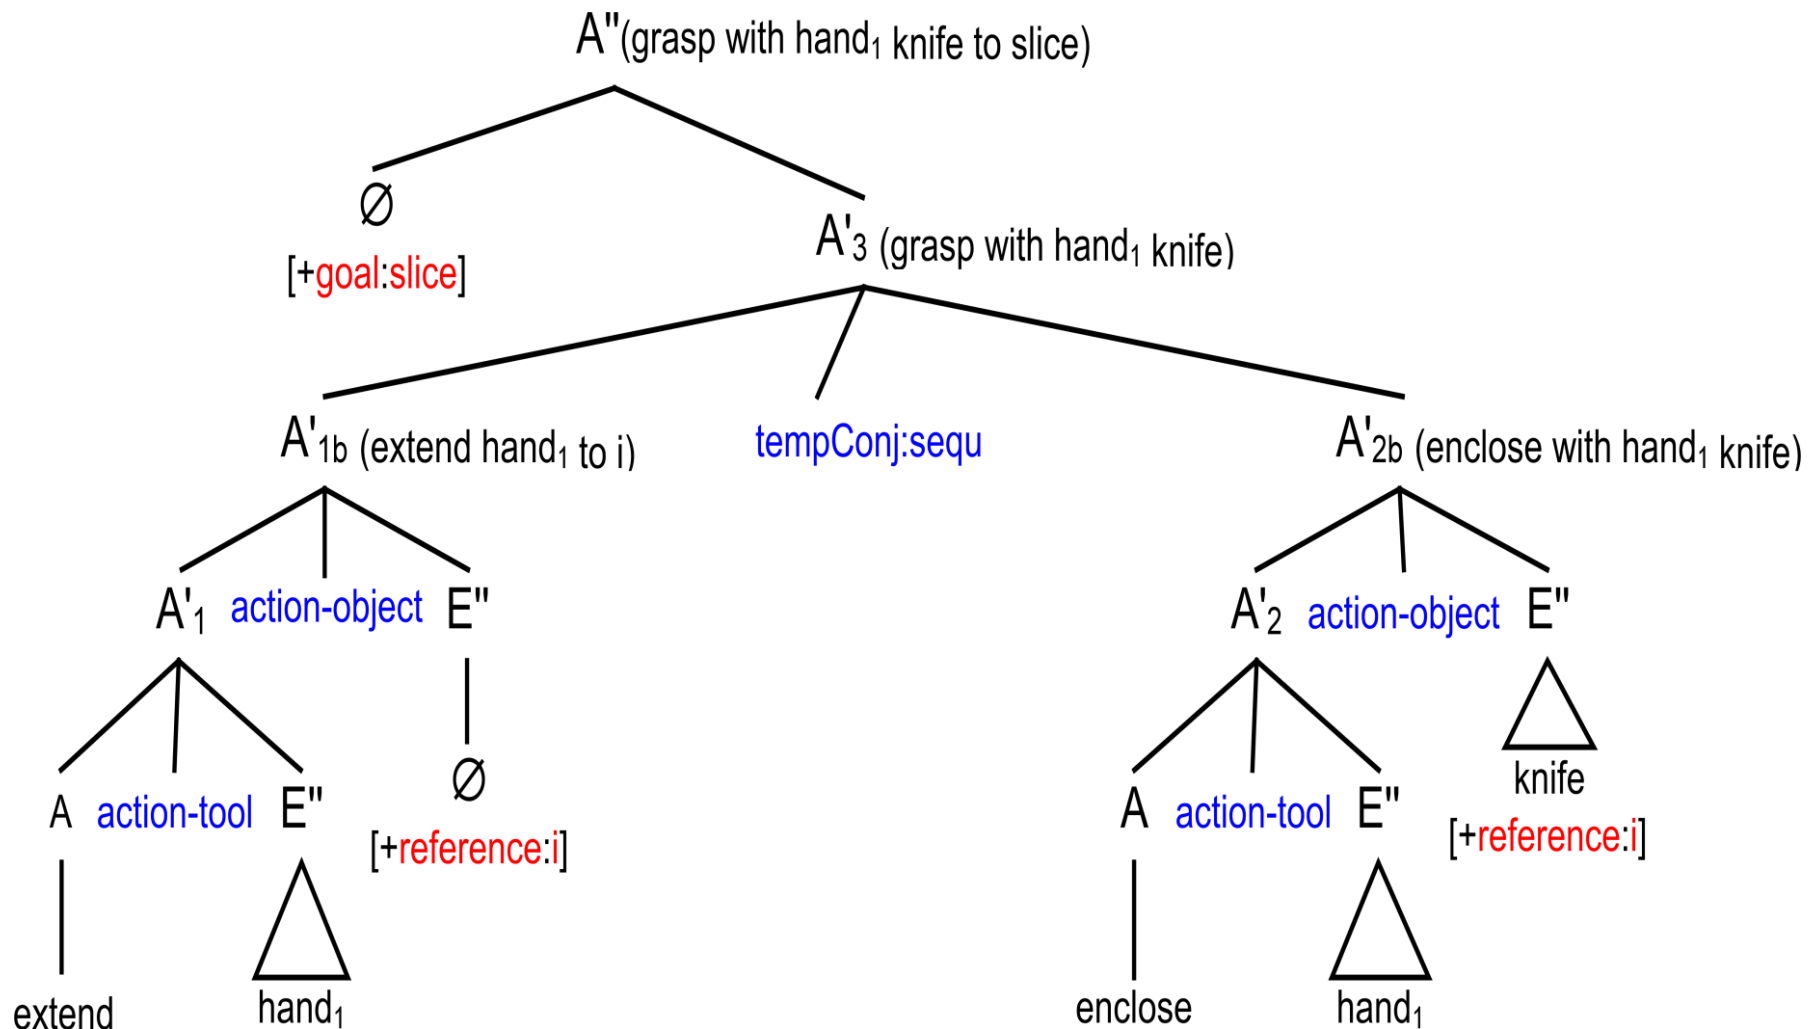 A"(grasp with hand₁ knife to slice)
Ø
[+goal:slice]
A'₃ (grasp with hand₁ knife)
A'₁b (extend hand₁ to i) tempConj:sequ A'₂b (enclose with hand₁ knife)
A'₁ action-object E" A'₂ action-object E"
Ø knife
A action-tool E" A action-tool E"
[+reference:i] [+reference:i]
extend hand₁ enclose hand₁